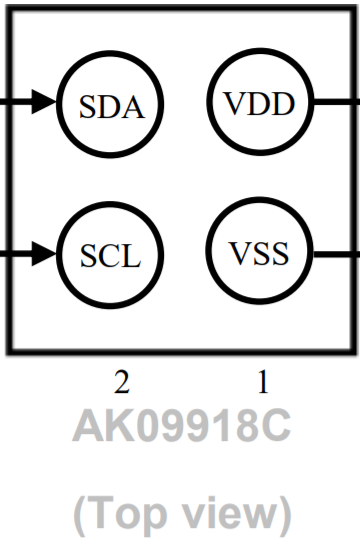 SDA VDD
SCL VSS
2 1
AK09918C
(Top view)